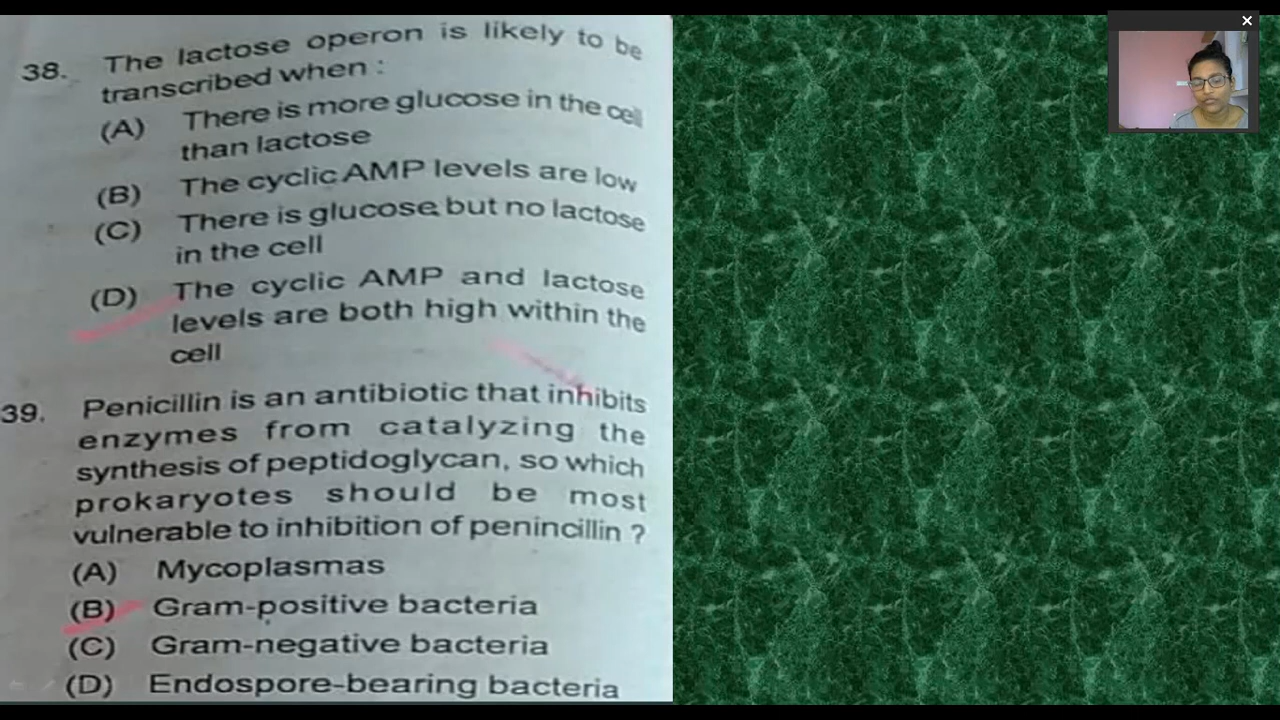 38. The lactose operon is likely to be
transcribed when :
(A) There is more glucose in the cell
than lactose
(B) The cyclic AMP levels are low
(C) There is glucose but no lactose
in the cell
(D) The cyclic AMP and lactose
levels are both high within the
cell
39. Penicillin is an antibiotic that inhibits
enzymes from catalyzing the
synthesis of peptidoglycan, so which
prokaryotes should be most
vulnerable to inhibition of penincillin ?
(A) Mycoplasmas
(B) Gram-positive bacteria
(C) Gram-negative bacteria
(D) Endospore-bearing bacteria